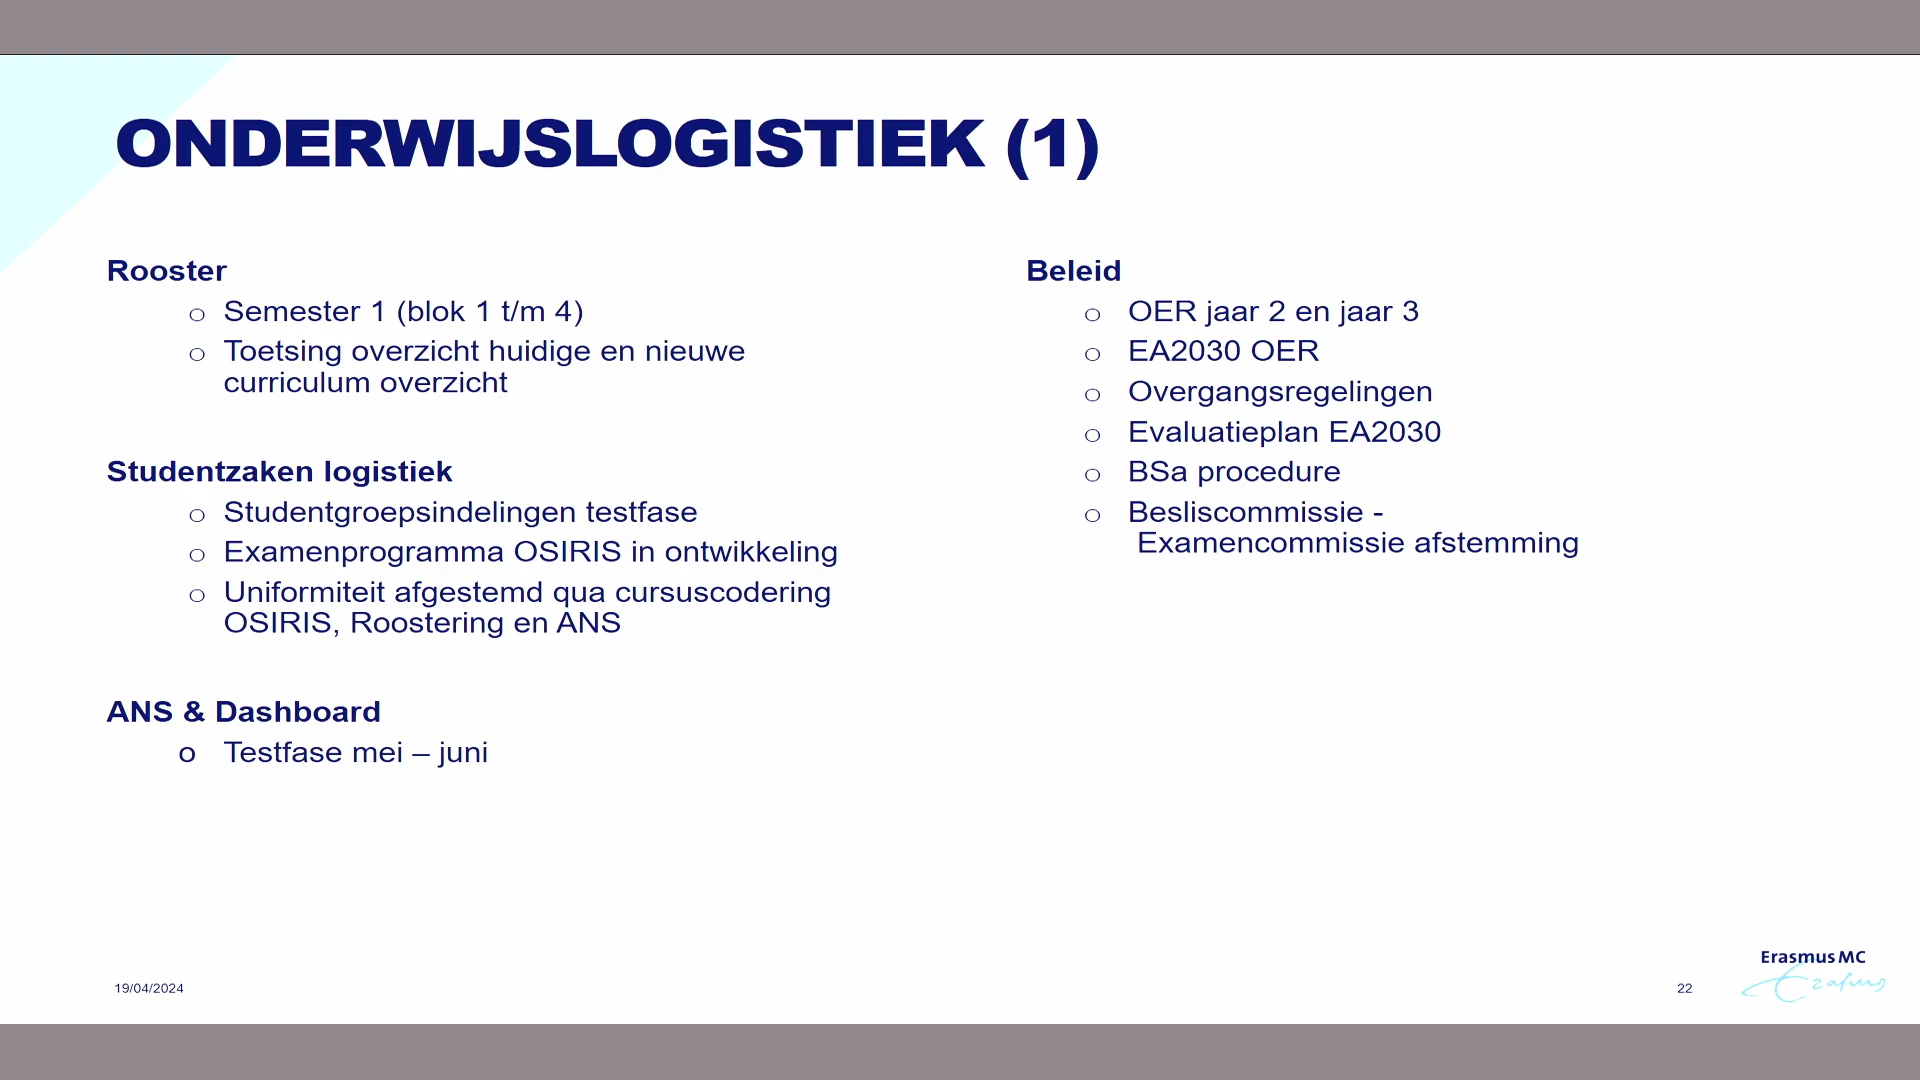 ONDERWIJSLOGISTIEK (1)
Rooster
o Semester 1 (blok 1 t/m 4)
o Toetsing overzicht huidige en nieuwe
curriculum overzicht
Studentzaken logistiek
o Studentgroepsindelingen testfase
o Examenprogramma OSIRIS in ontwikkeling
o Uniformiteit afgestemd qua cursuscodering
OSIRIS, Roostering en ANS
ANS & Dashboard
o Testfase mei – juni
Beleid
o OER jaar 2 en jaar 3
o EA2030 OER
o Overgangsregelingen
o Evaluatieplan EA2030
o BSa procedure
o Besliscommissie -
Examencommissie afstemming
19/04/2024
22
Erasmus MC
Erasmus